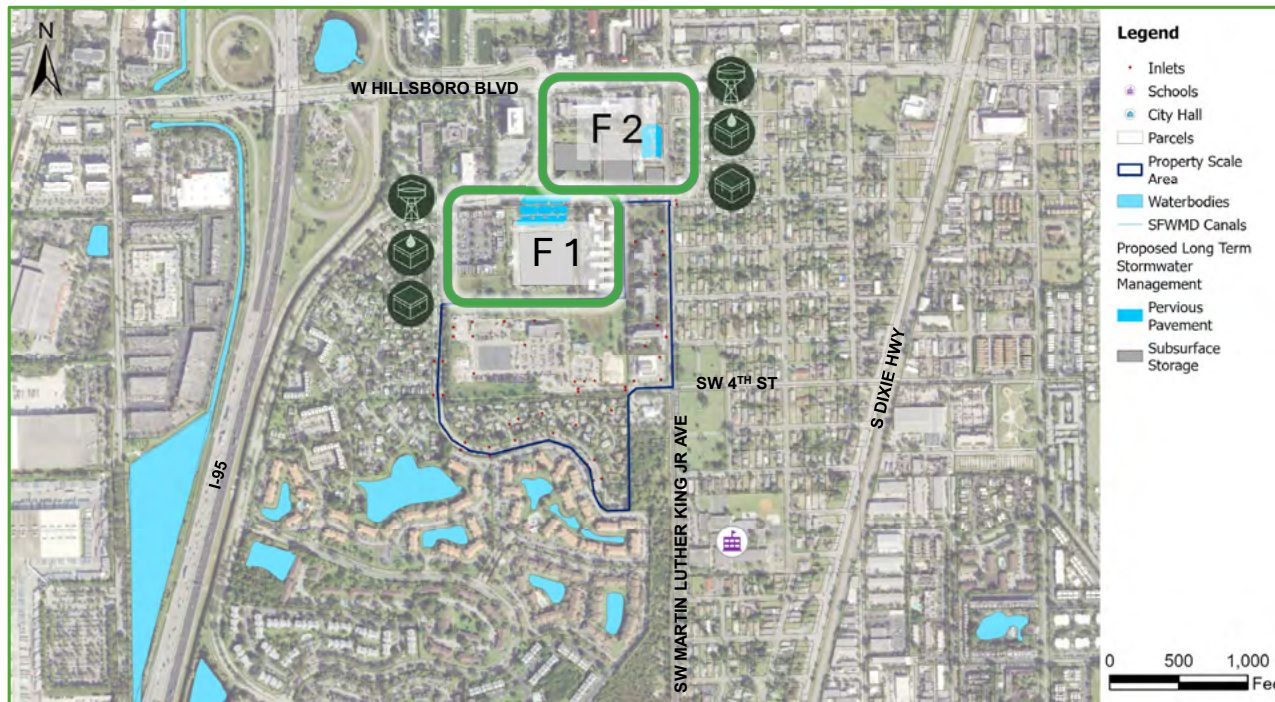 N
W HILLSBORO BLVD
F 2
F 1
SW 4TH ST
S DIXIE HWY
I-95
SW MARTIN LUTHER KING JR AVE
Legend
Inlets
Schools
City Hall
Parcels
Property Scale
Area
Waterbodies
SFWMD Canals
Proposed Long Term
Stormwater
Management
Pervious
Pavement
Subsurface
Storage
0 500 1,000
Fee